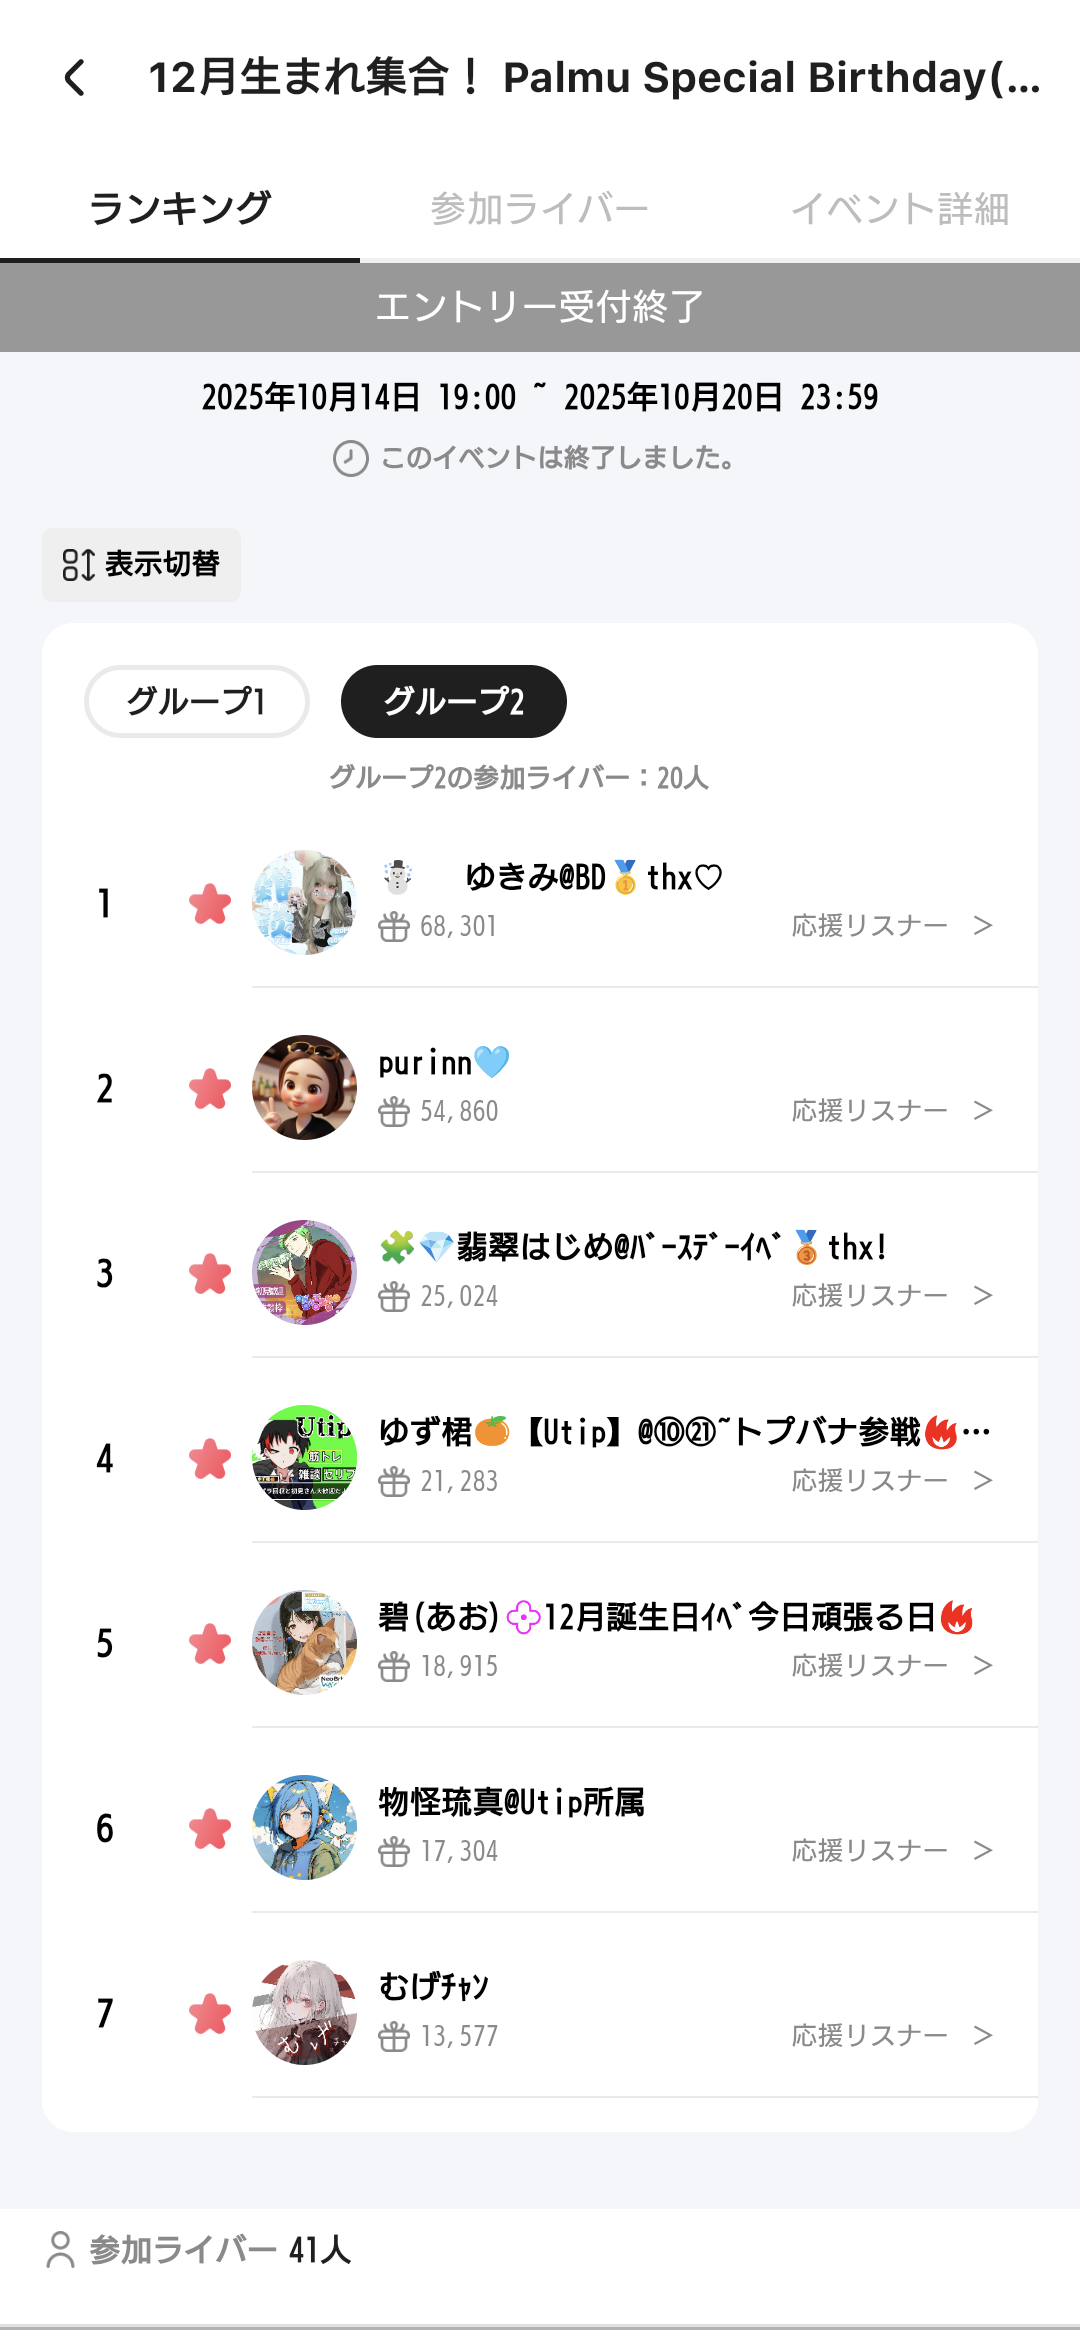 12月生まれ集合！ Palmu Special Birthday(...
ランキング
参加ライバー
イベント詳細
エントリー受付終了
2025年10月14日 19:00 ~ 2025年10月20日 23:59
このイベントは終了しました。
表示切替
グループ1
グループ2
グループ2の参加ライバー：20人
1
☃️ ゆきみ@BD🥇thx♡
68,301
応援リスナー >
2
purinn🩵
54,860
応援リスナー >
3
🧩💎翡翠はじめ@ﾊﾞｰｽﾃﾞｰｲﾍﾞ🥉thx!
25,024
応援リスナー >
4
Utip
筋トレ
雑談 セリフ
ゆず桾🍊【Utip】@⑩㉑~トプバナ参戦🔥…
21,283
応援リスナー >
5
碧(あお)💠12月誕生日ｲﾍﾞ今日頑張る日🔥
18,915
応援リスナー >
6
物怪琉真@Utip所属
17,304
応援リスナー >
7
むげ
むげﾁｬﾝ
13,577
応援リスナー >
参加ライバー 41人